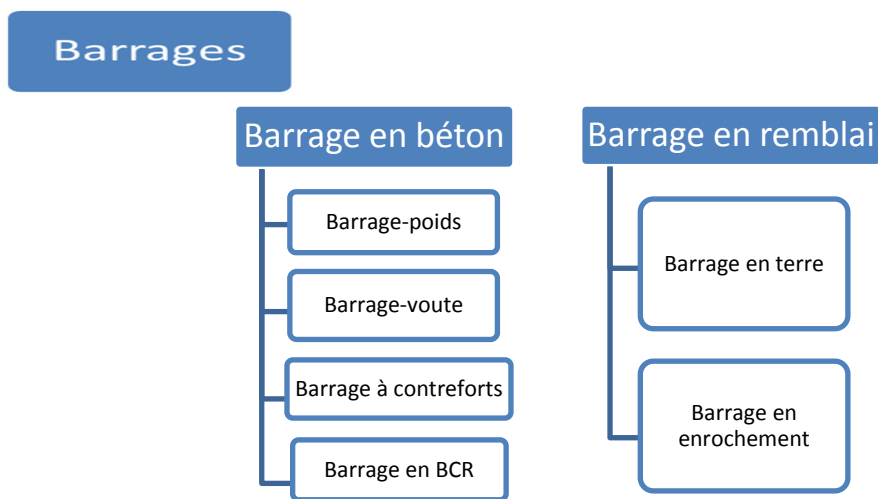 Barrages
Barrage en béton
Barrage-poids
Barrage-voute
Barrage à contreforts
Barrage en BCR
Barrage en remblai
Barrage en terre
Barrage en
enrochement